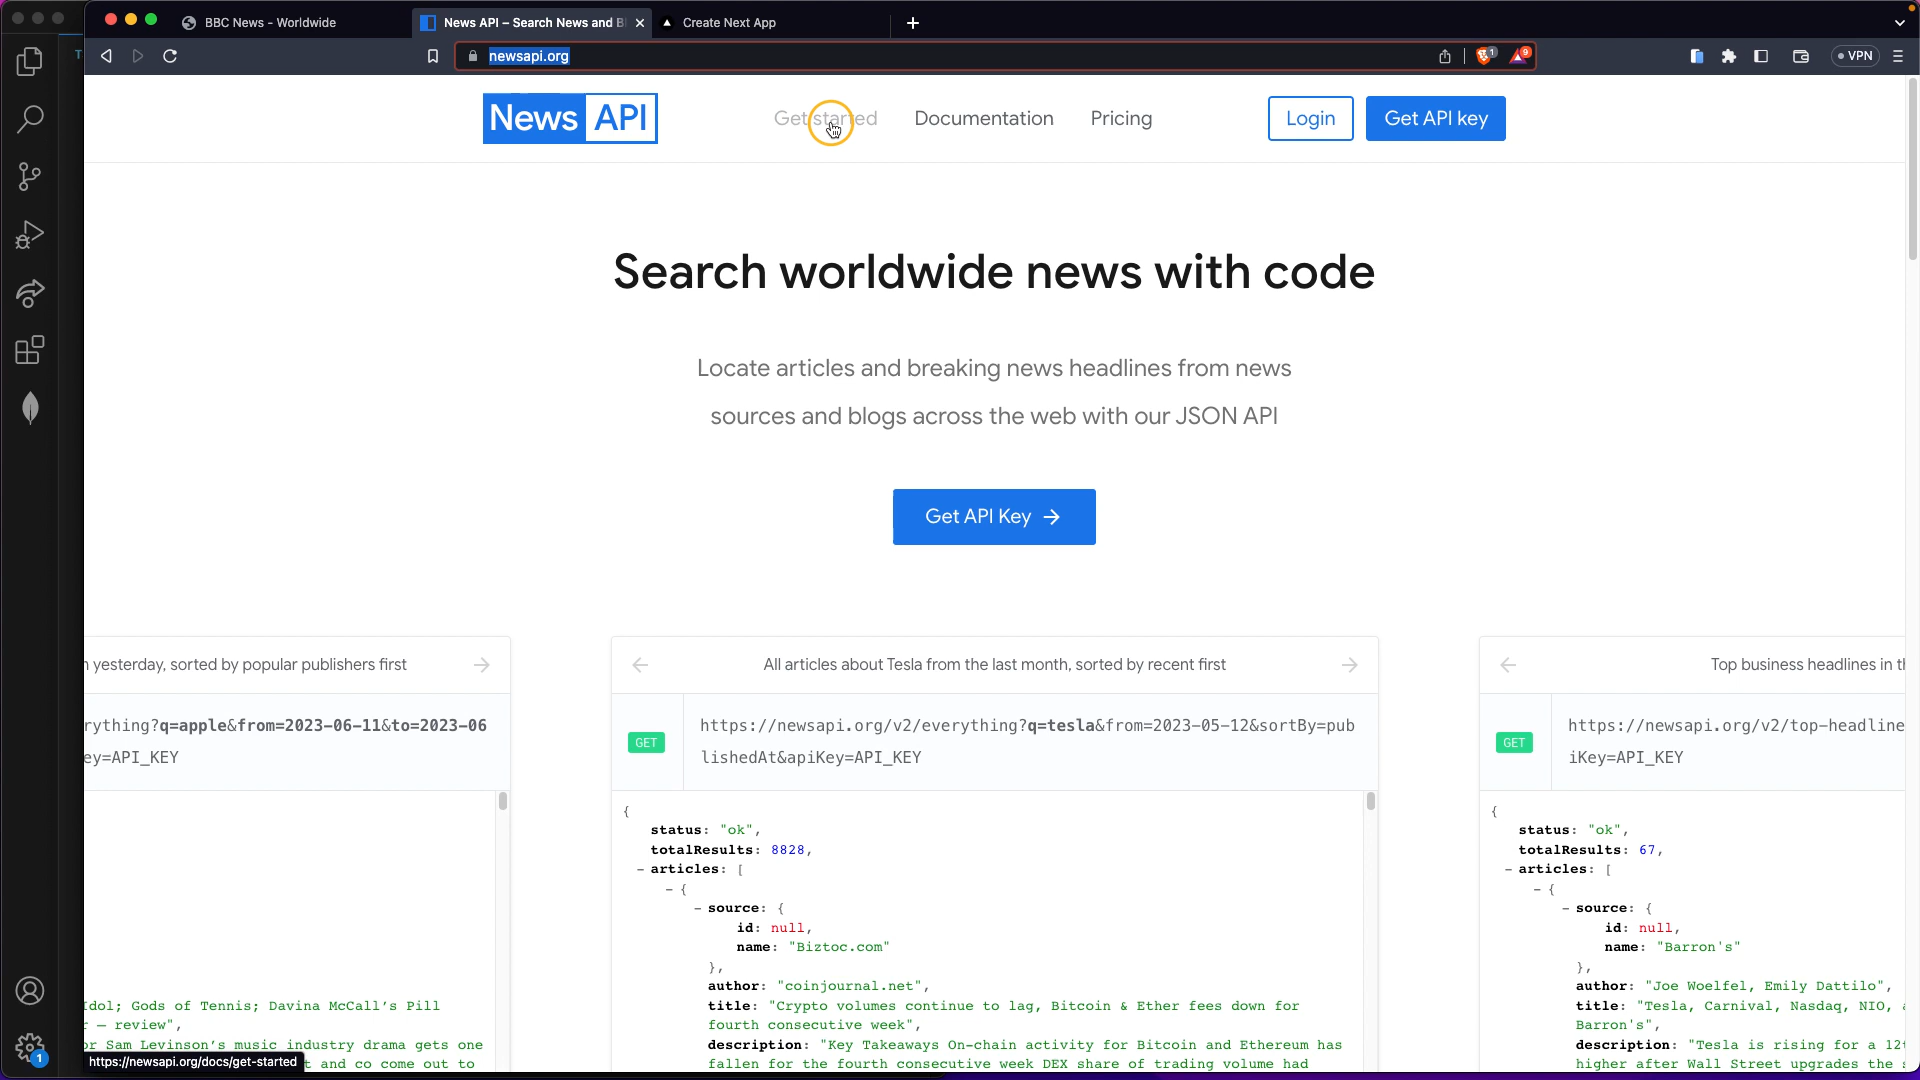 BBC News - Worldwide
News API – Search News and B
Create Next App
newsapi.org
1
9
VPN
News API
Get started
Documentation
Pricing
Login
Get API key
Search worldwide news with code
Locate articles and breaking news headlines from news
sources and blogs across the web with our JSON API
Get API Key →
yesterday, sorted by popular publishers first
rything?q=apple&from=2023-06-11&to=2023-06
ey=API_KEY
Idol; Gods of Tennis; Davina McCall’s Pill
r — review",
or Sam Levinson’s music industry drama gets one
t and co come out to
All articles about Tesla from the last month, sorted by recent first
GET
https://newsapi.org/v2/everything?q=tesla&from=2023-05-12&sortBy=pub
lishedAt&apiKey=API_KEY
{
status: "ok",
totalResults: 8828,
– articles: [
– {
– source: {
id: null,
name: "Biztoc.com"
},
author: "coinjournal.net",
title: "Crypto volumes continue to lag, Bitcoin & Ether fees down for
fourth consecutive week",
description: "Key Takeaways On-chain activity for Bitcoin and Ethereum has
fallen for the fourth consecutive week DEX share of trading volume had
Top business headlines in t
GET
https://newsapi.org/v2/top-headline
iKey=API_KEY
{
status: "ok",
totalResults: 67,
– articles: [
– {
– source: {
id: null,
name: "Barron's"
},
author: "Joe Woelfel, Emily Dattilo",
title: "Tesla, Carnival, Nasdaq, NIO,
Barron's",
description: "Tesla is rising for a 12t
higher after Wall Street upgrades the s
1
https://newsapi.org/docs/get-started